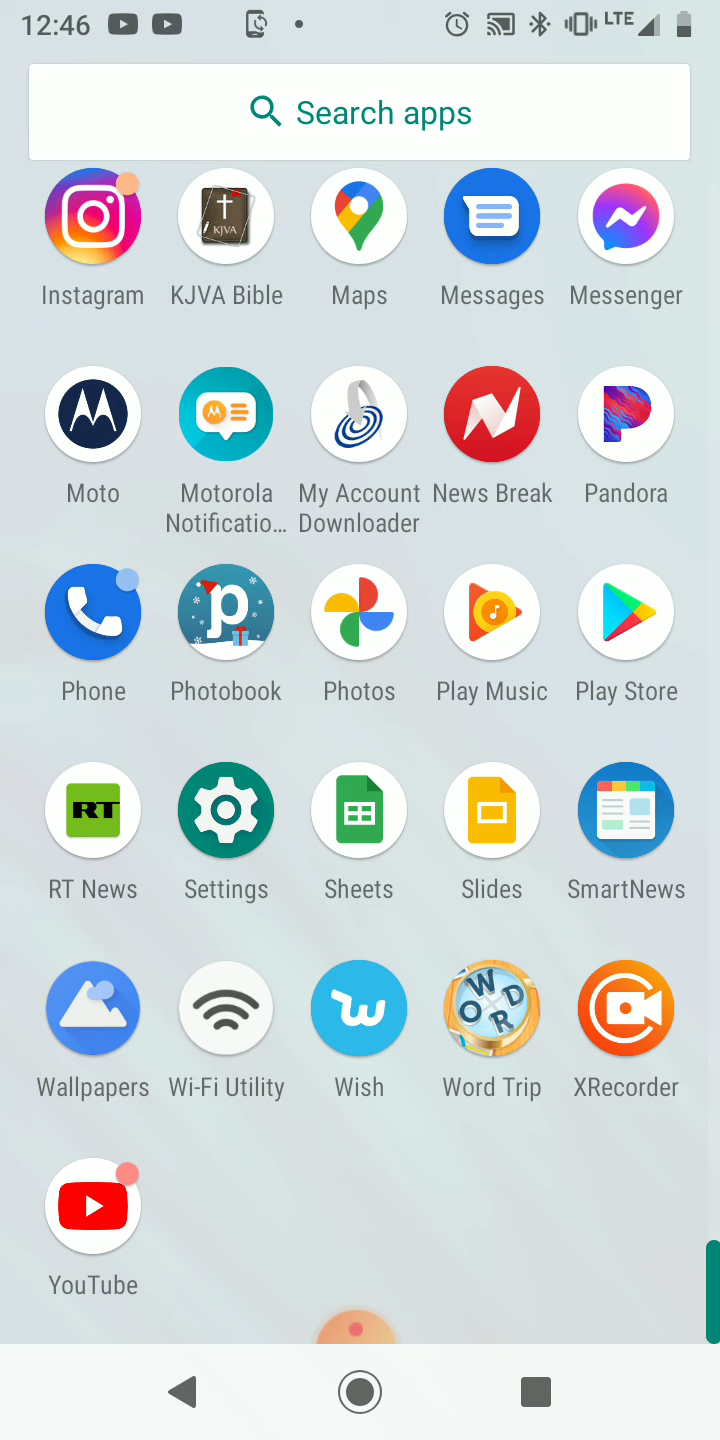 12:46 LTE
Search apps
KJVA
Instagram KJVA Bible Maps Messages Messenger
Moto Motorola My Account News Break Pandora
Notificatio… Downloader
p
Phone Photobook Photos Play Music Play Store
RT
RT News Settings Sheets Slides SmartNews
W O R D
Wallpapers Wi-Fi Utility Wish Word Trip XRecorder
YouTube